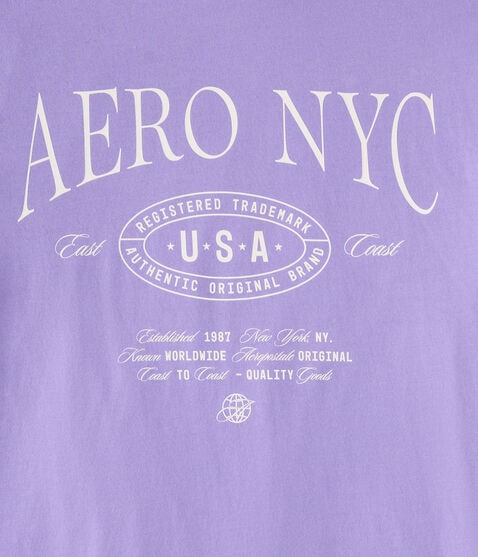 AERO NYC
REGISTERED TRADEMARK
East ★ U ★ S ★ A ★ Coast
AUTHENTIC ORIGINAL BRAND
Established 1987 New York, NY.
Known WORLDWIDE Aeropostale ORIGINAL
Coast TO Coast - QUALITY Goods